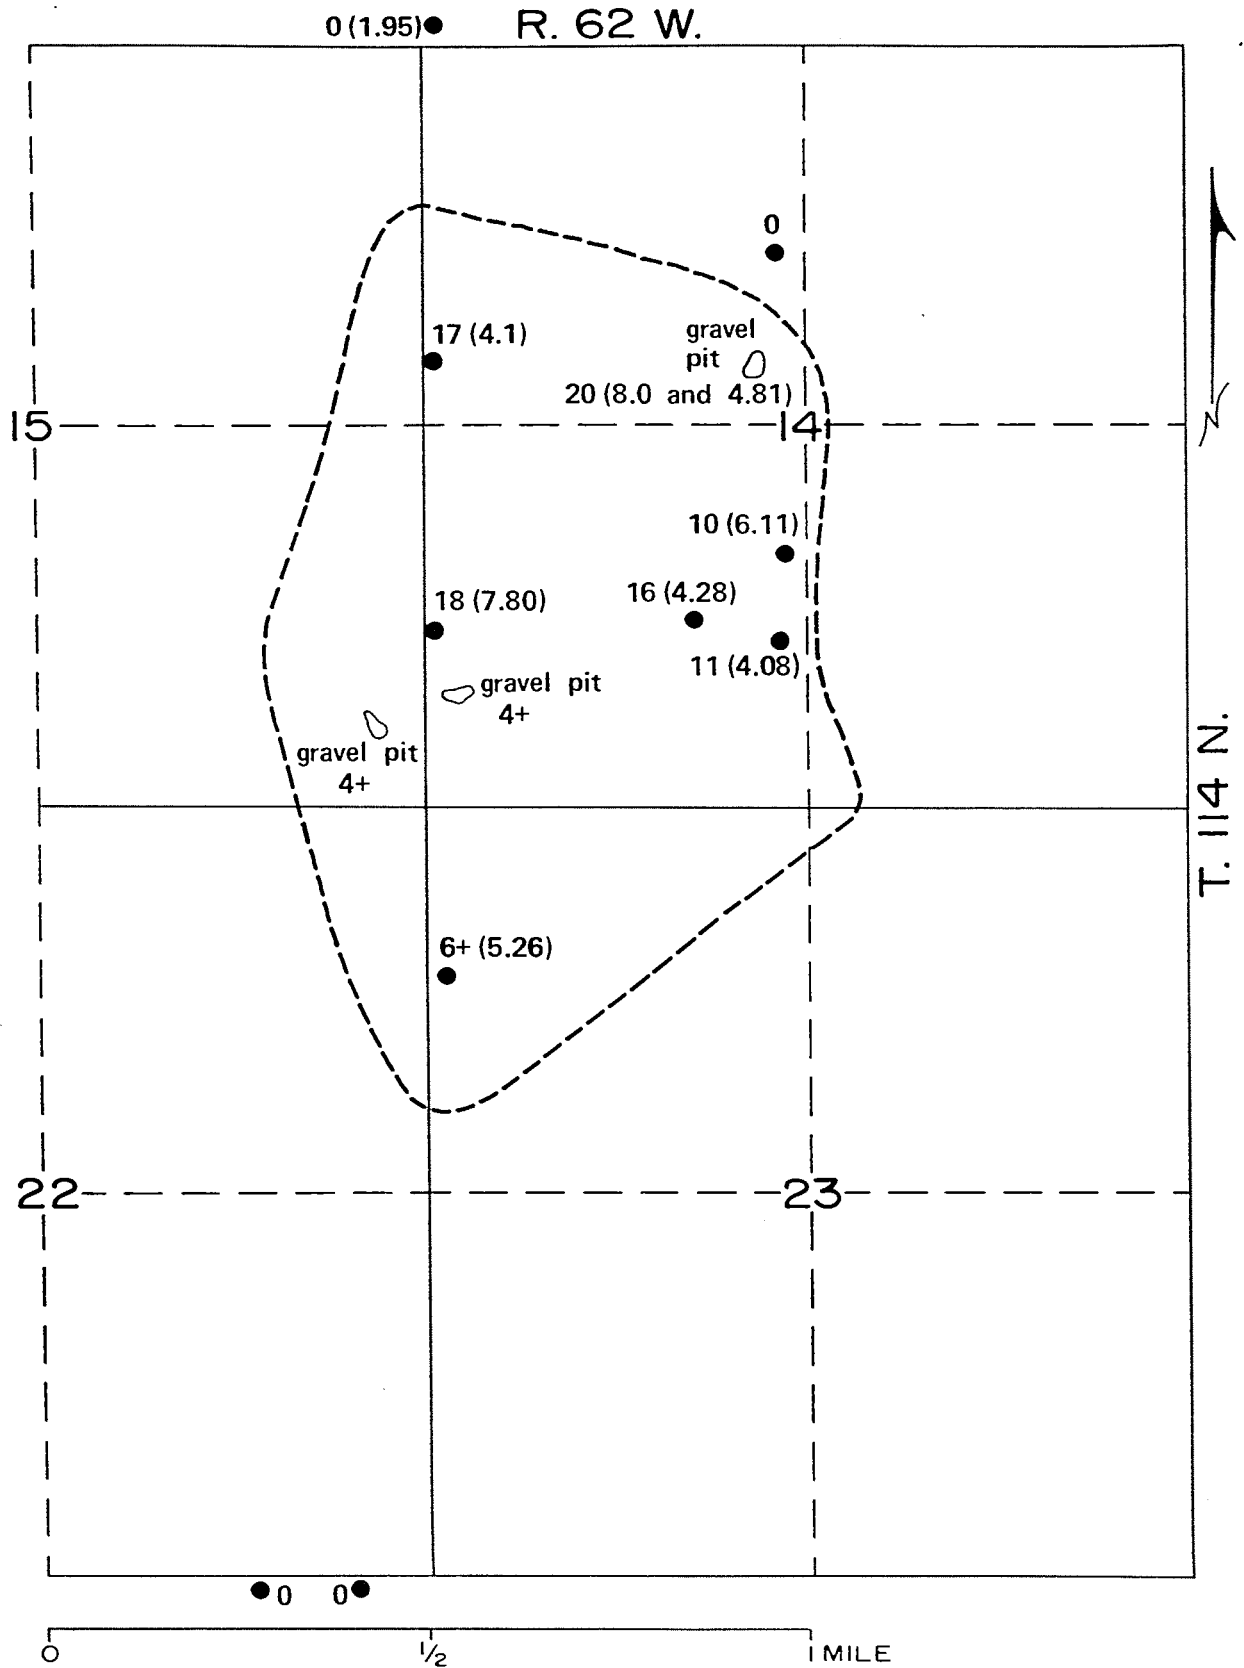 0 (1.95)
R. 62 W.
0
17 (4.1)
gravel
pit
20 (8.0 and 4.81)
15
14
N
10 (6.11)
16 (4.28)
18 (7.80)
11 (4.08)
gravel pit
4+
gravel pit
4+
T. 114 N.
6+ (5.26)
22
23
0
0
0
1/2
1 MILE